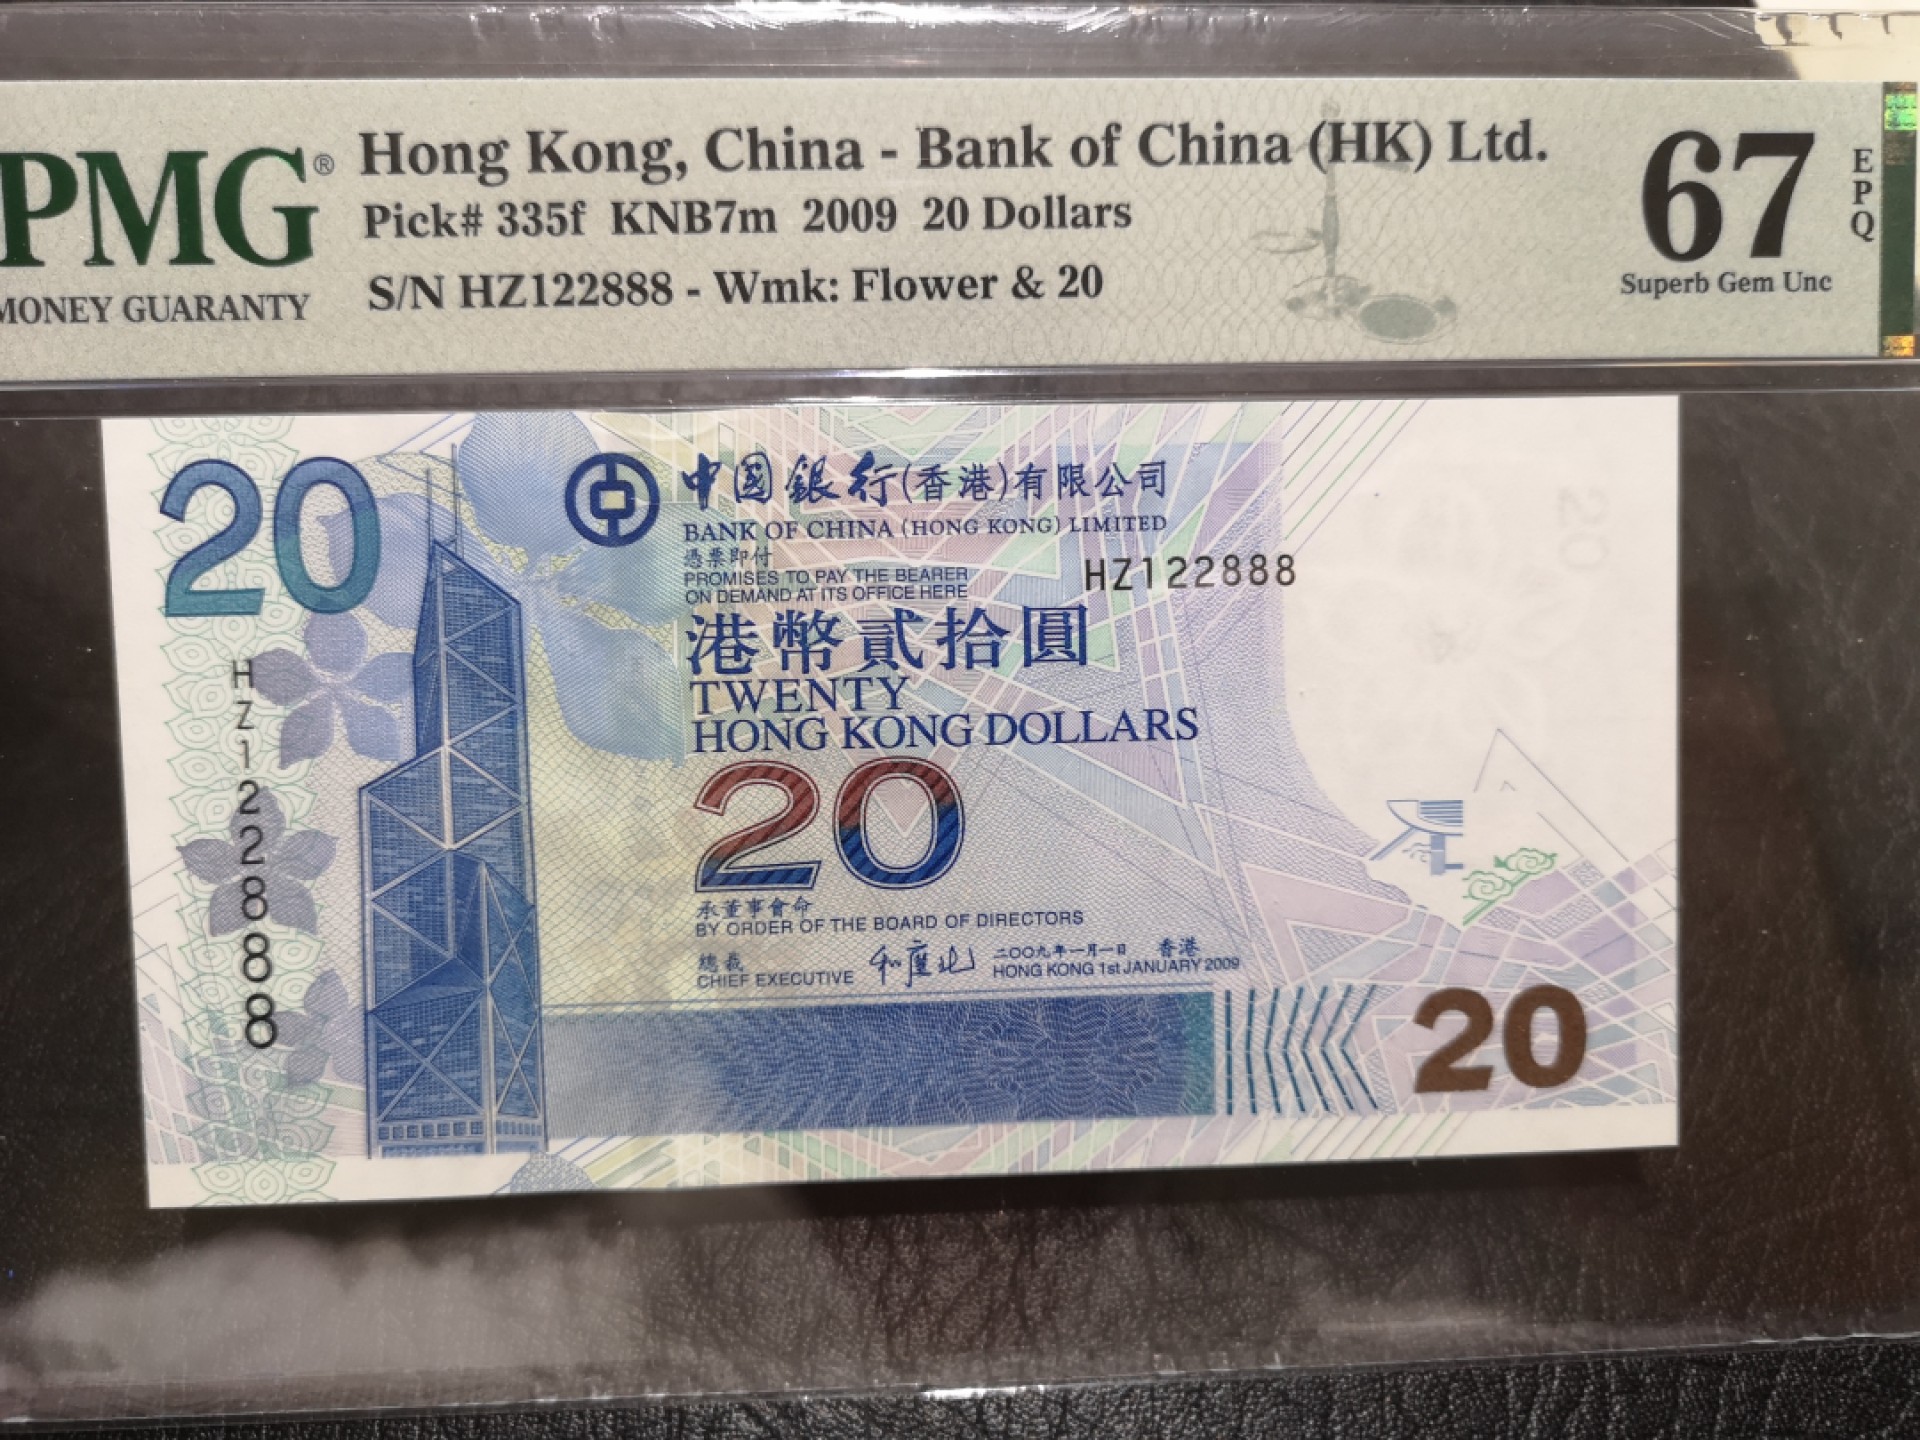 PMG®
MONEY GUARANTY
Hong Kong, China - Bank of China (HK) Ltd.
Pick# 335f KNB7m 2009 20 Dollars
S/N HZ122888 - Wmk: Flower & 20
67
EPQ
Superb Gem Unc
20
中國銀行(香港)有限公司
BANK OF CHINA (HONG KONG) LIMITED
憑票即付
PROMISES TO PAY THE BEARER
ON DEMAND AT ITS OFFICE HERE
HZ122888
港幣貳拾圓
TWENTY
HONG KONG DOLLARS
20
HZ122888
承董事會命
BY ORDER OF THE BOARD OF DIRECTORS
總裁
CHIEF EXECUTIVE
和廣北
二〇〇九年一月一日 香港
HONG KONG 1st JANUARY 2009
20